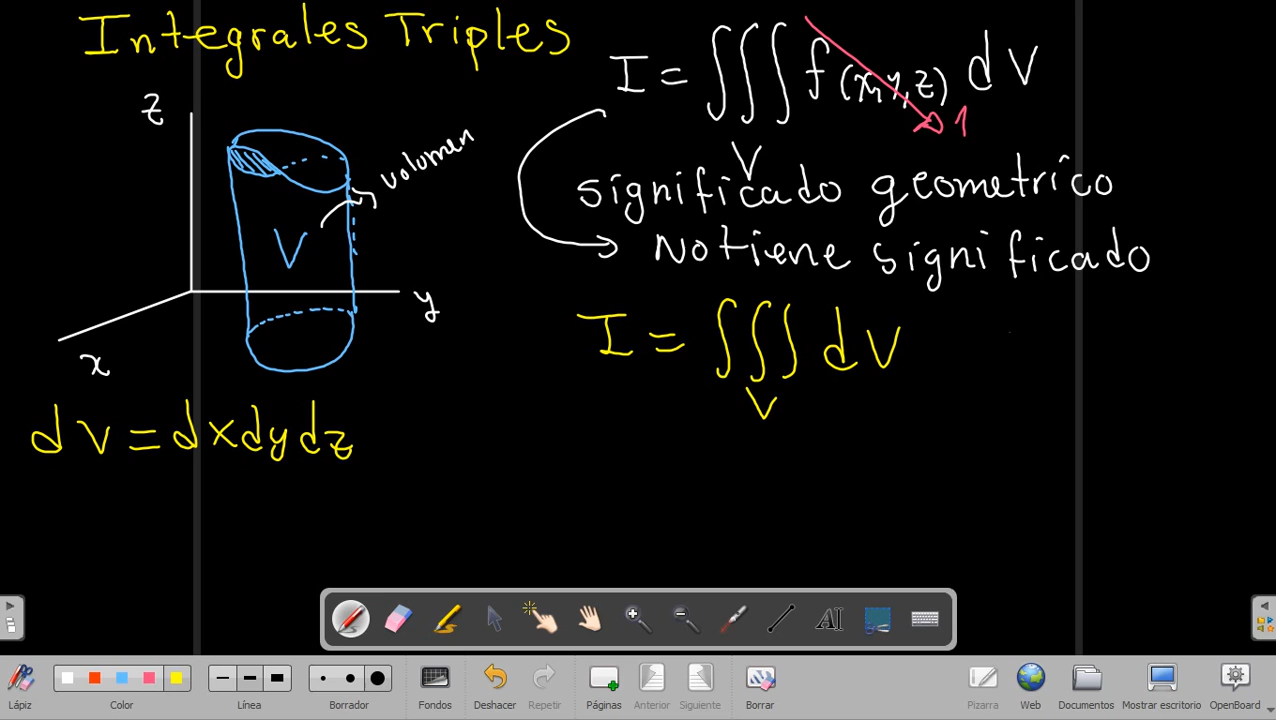 Integrales Triples
I = ∭ f(x,y,z) dV
V
1
z
volumen
V
y
x
significado geometrico
No tiene significado
I = ∭ dV
V
dV = dxdydz
Lápiz
Color
Línea
Borrador
Fondos
Deshacer
Repetir
Páginas
Anterior
Siguiente
Borrar
Pizarra
Web
Documentos
Mostrar escritorio
OpenBoard
AI